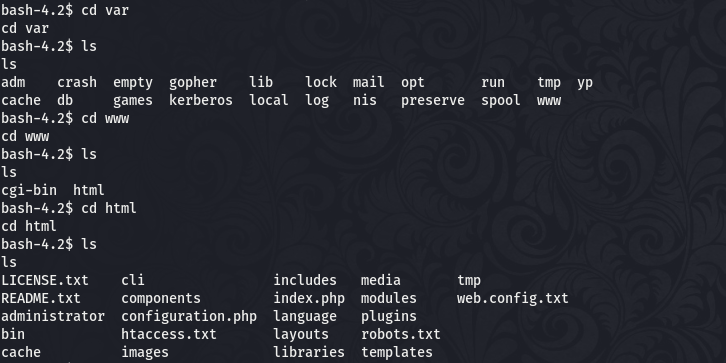 bash-4.2$ cd var
cd var
bash-4.2$ ls
ls
adm    crash  empty  gopher    lib    lock  mail  opt       run    tmp  yp
cache  db     games  kerberos  local  log   nis   preserve  spool  www
bash-4.2$ cd www
cd www
bash-4.2$ ls
ls
cgi-bin  html
bash-4.2$ cd html
cd html
bash-4.2$ ls
ls
LICENSE.txt    cli                includes   media       tmp
README.txt     components         index.php  modules     web.config.txt
administrator  configuration.php  language   plugins
bin            htaccess.txt       layouts    robots.txt
cache          images             libraries  templates